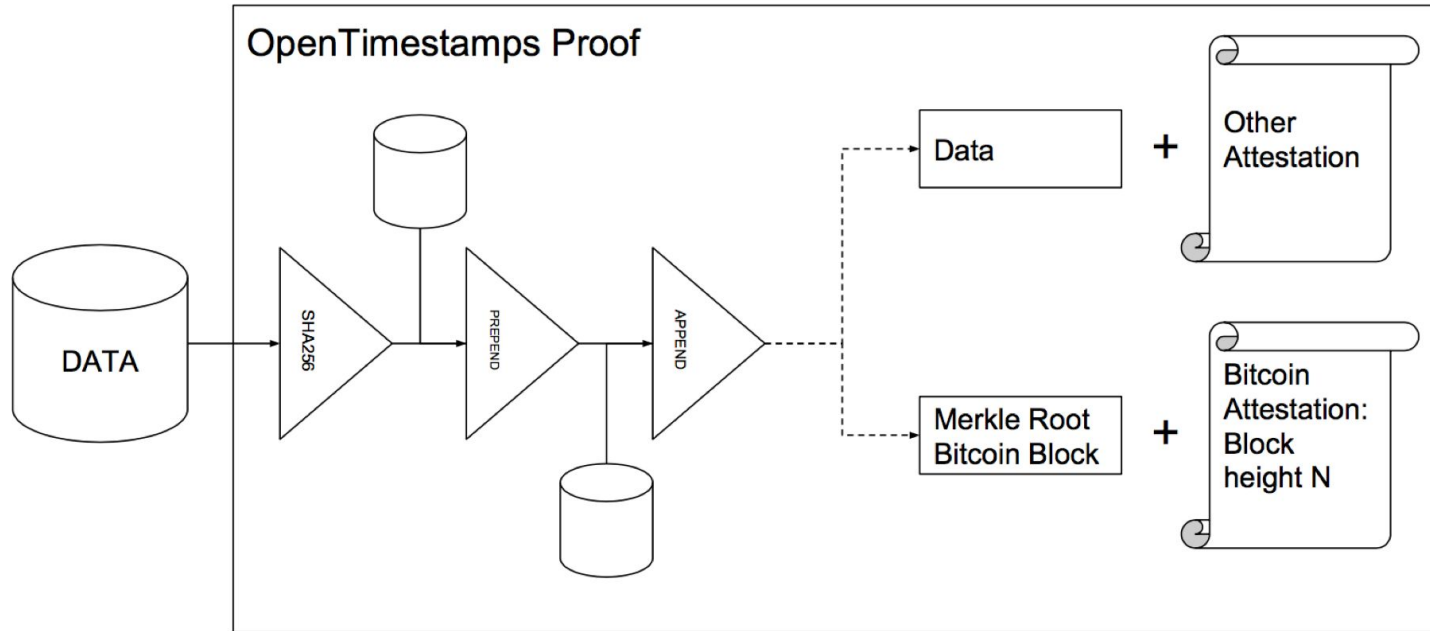 OpenTimestamps Proof
DATA
SHA256
PREPEND
APPEND
Data
+
Other
Attestation
Merkle Root
Bitcoin Block
+
Bitcoin
Attestation:
Block
height N